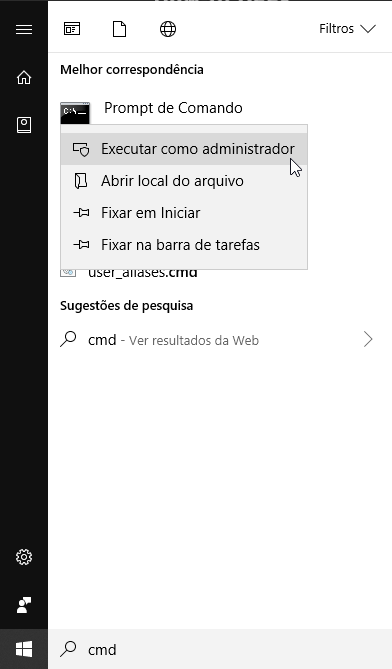 Filtros
Melhor correspondência
Prompt de Comando
Executar como administrador
Abrir local do arquivo
Fixar em Iniciar
Fixar na barra de tarefas
user_aliases.cmd
Sugestões de pesquisa
cmd - Ver resultados da Web
cmd